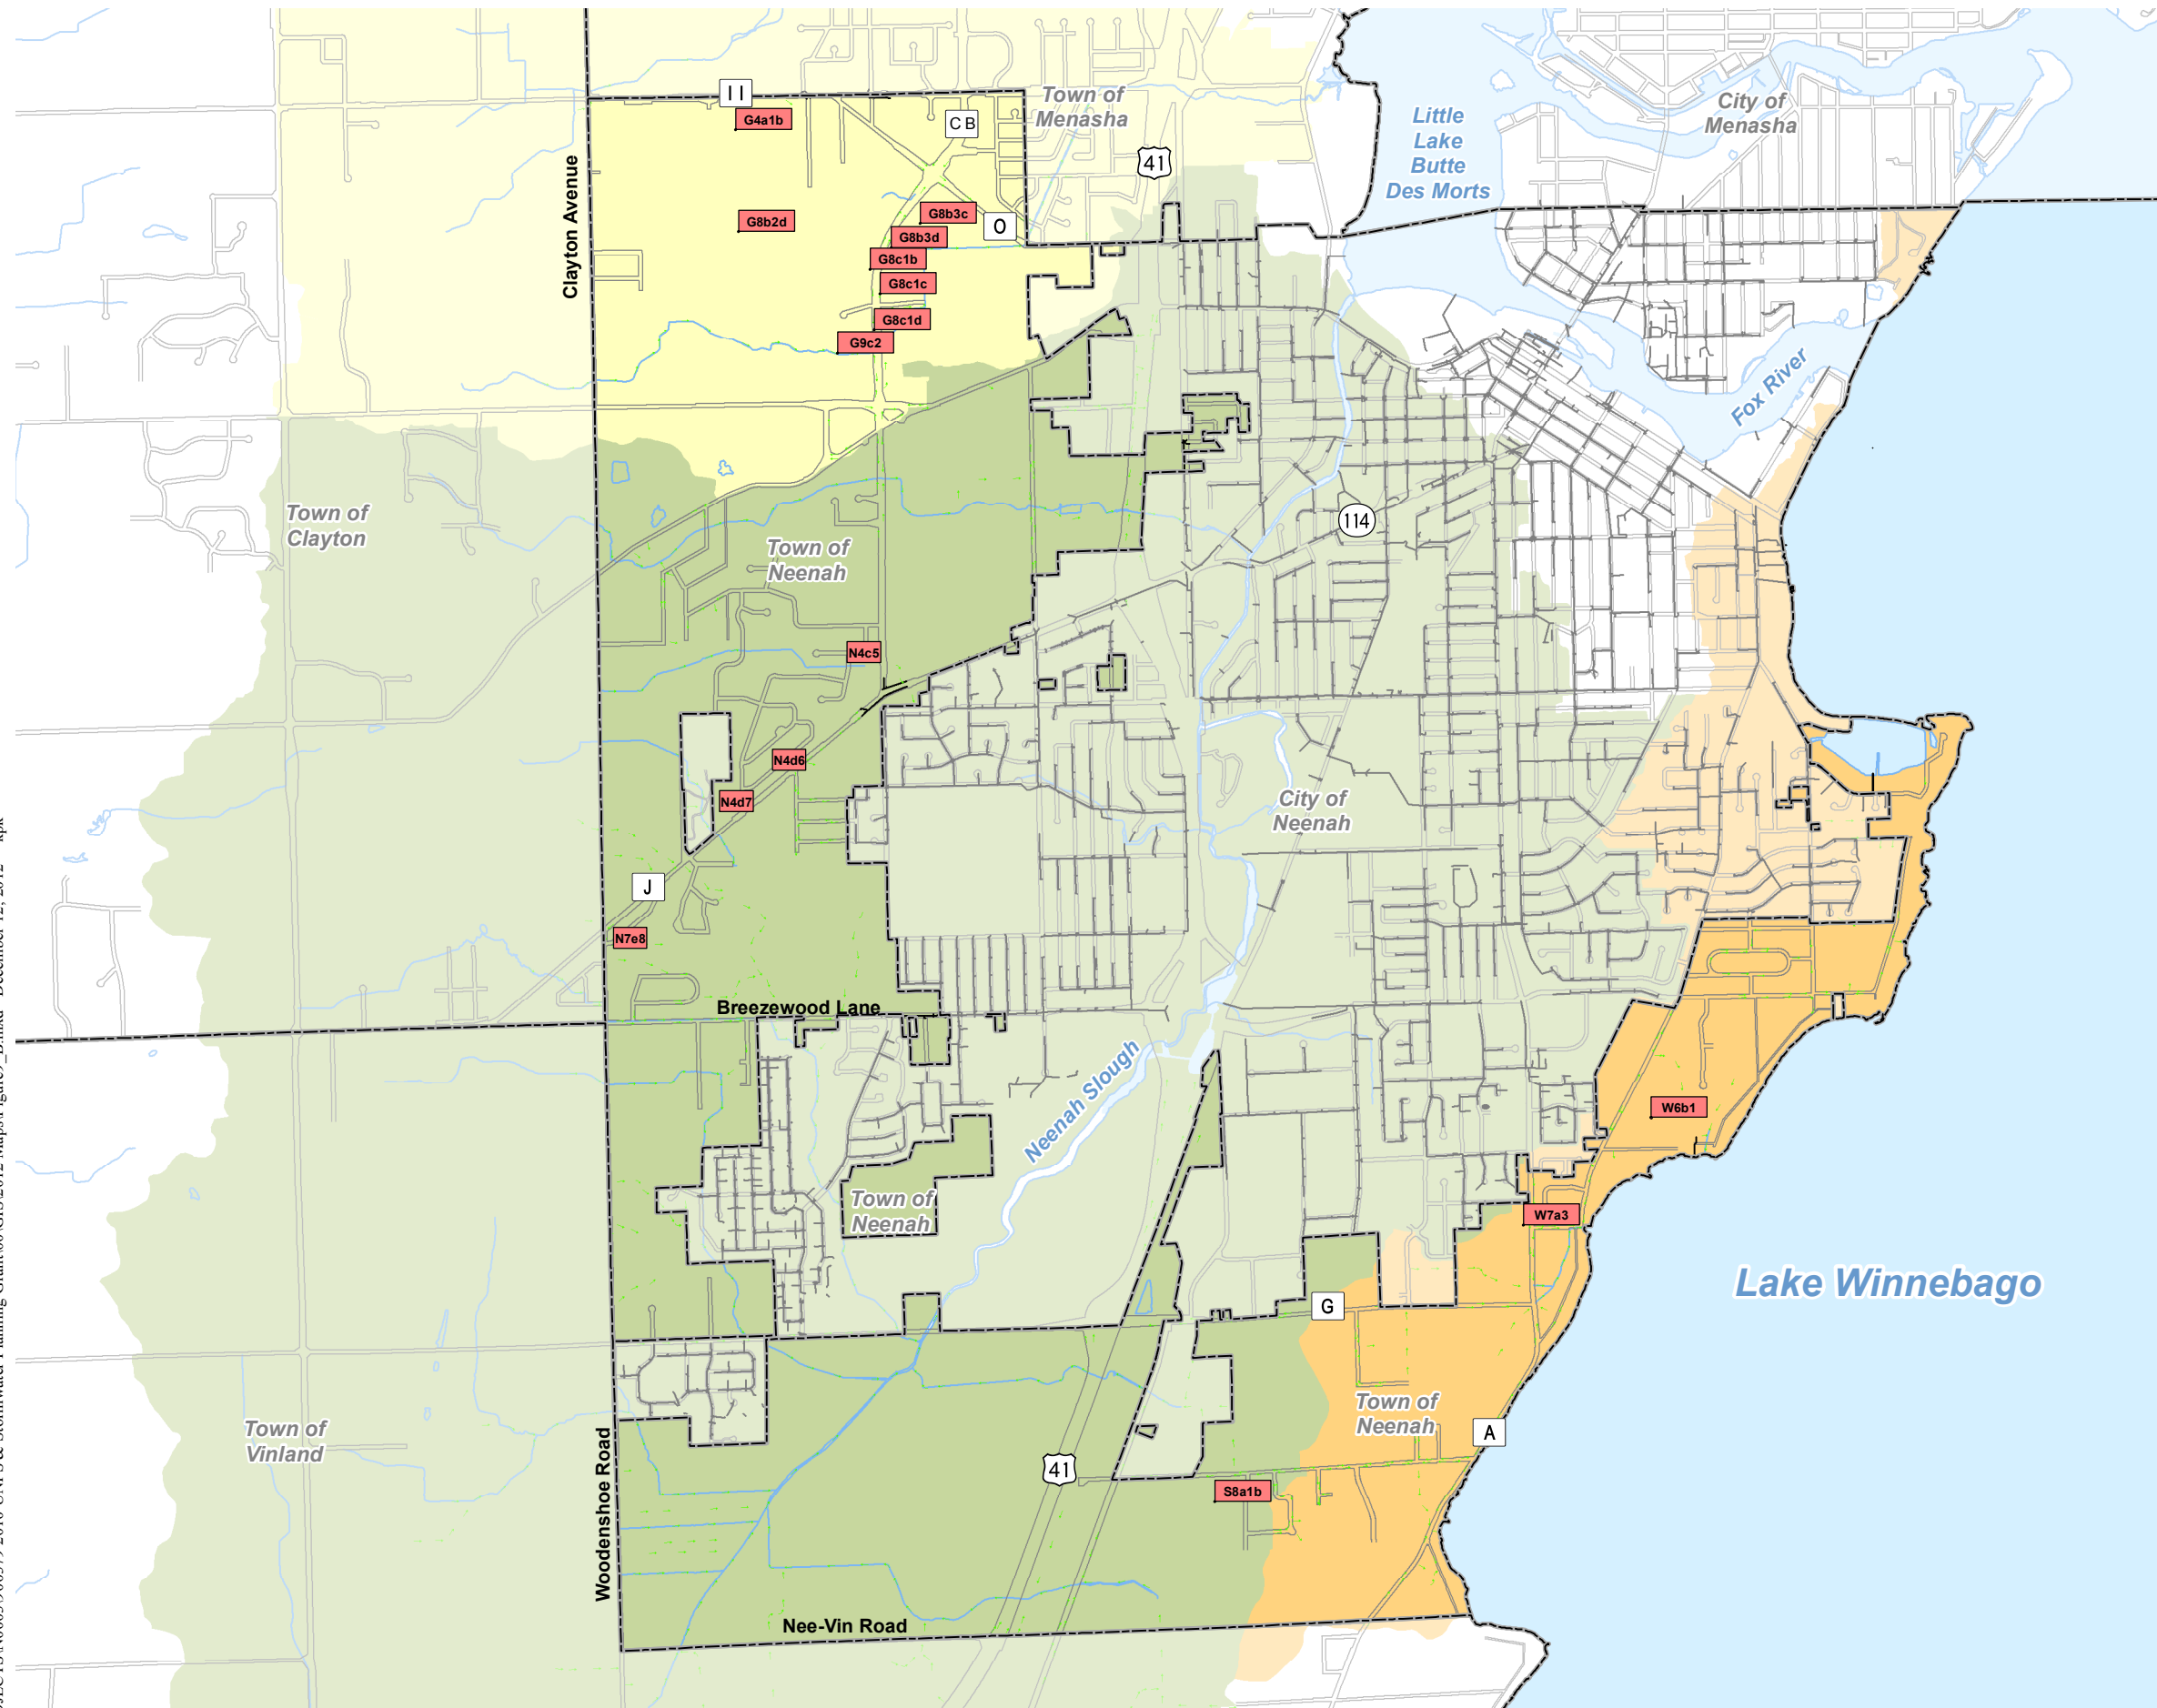 Town of
Menasha
City of
Menasha
Little
Lake
Butte
Des Morts
II
G4a1b
CB
41
Clayton Avenue
G8b2d
G8b3c
O
G8b3d
G8c1b
G8c1c
G8c1d
G9c2
Fox River
Town of
Clayton
114
Town of
Neenah
N4c5
N4d6
N4d7
City of
Neenah
J
N7e8
Breezewood Lane
Neenah Slough
W6b1
Town of
Neenah
W7a3
Lake Winnebago
G
Town of
Neenah
A
Town of
Vinland
41
S8a1b
Woodenshoe Road
Nee-Vin Road